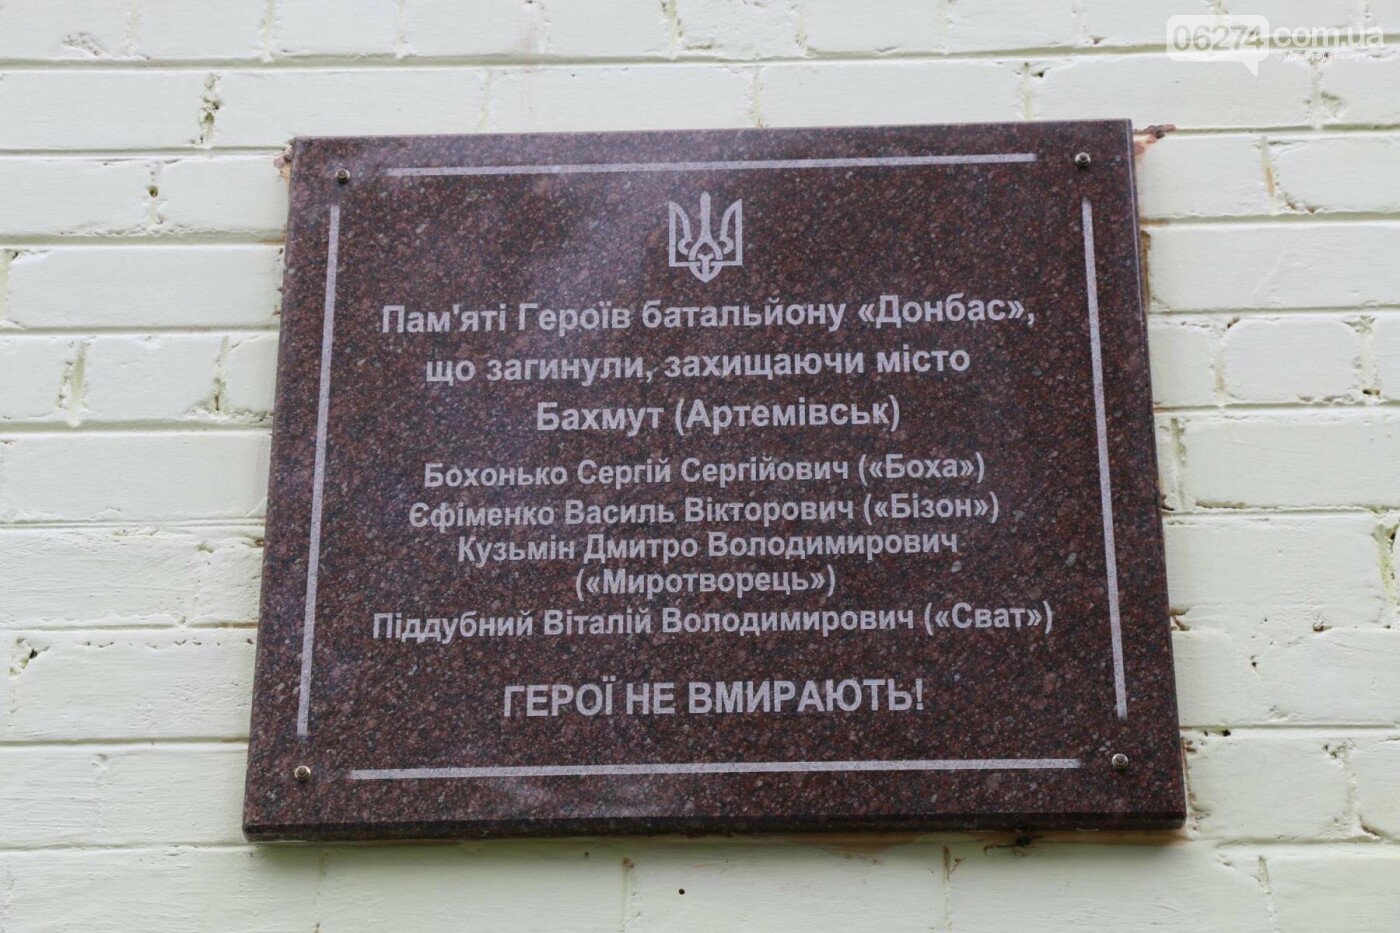 06274.com.ua
Пам'яті Героїв батальйону «Донбас»,
що загинули, захищаючи місто
Бахмут (Артемівськ)
Бохонько Сергій Сергійович («Боха»)
Єфіменко Василь Вікторович («Бізон»)
Кузьмін Дмитро Володимирович
(«Миротворець»)
Піддубний Віталій Володимирович («Сват»)
ГЕРОЇ НЕ ВМИРАЮТЬ!